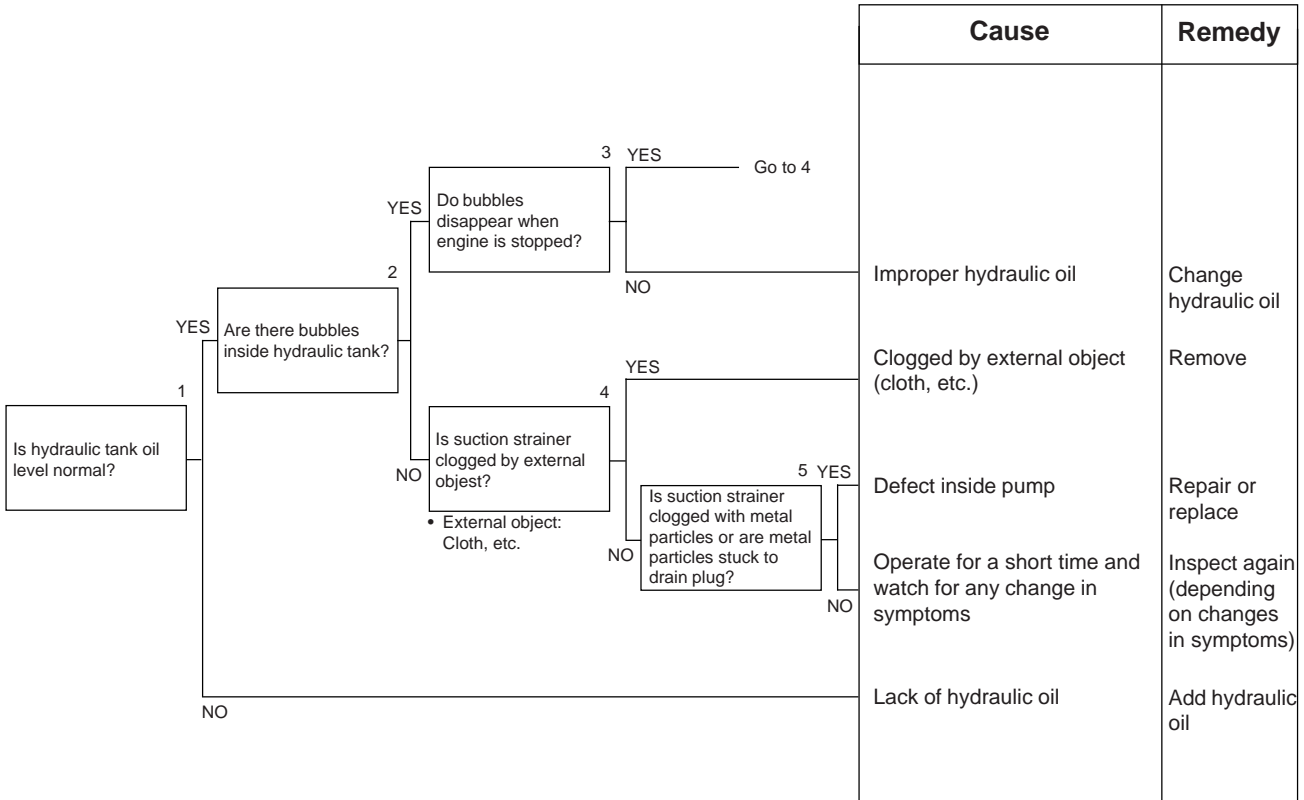 Cause
Remedy
3
YES
Go to 4
Do bubbles
disappear when
engine is stopped?
YES
2
NO
Improper hydraulic oil
Change
hydraulic oil
YES
Are there bubbles
inside hydraulic tank?
YES
Clogged by external object
(cloth, etc.)
Remove
1
4
Is hydraulic tank oil
level normal?
Is suction strainer
clogged by external
objest?
NO
• External object:
Cloth, etc.
5
YES
Is suction strainer
clogged with metal
particles or are metal
particles stuck to
drain plug?
NO
Defect inside pump
Repair or
replace
Operate for a short time and
watch for any change in
symptoms
Inspect again
(depending
on changes
in symptoms)
NO
NO
Lack of hydraulic oil
Add hydraulic
oil